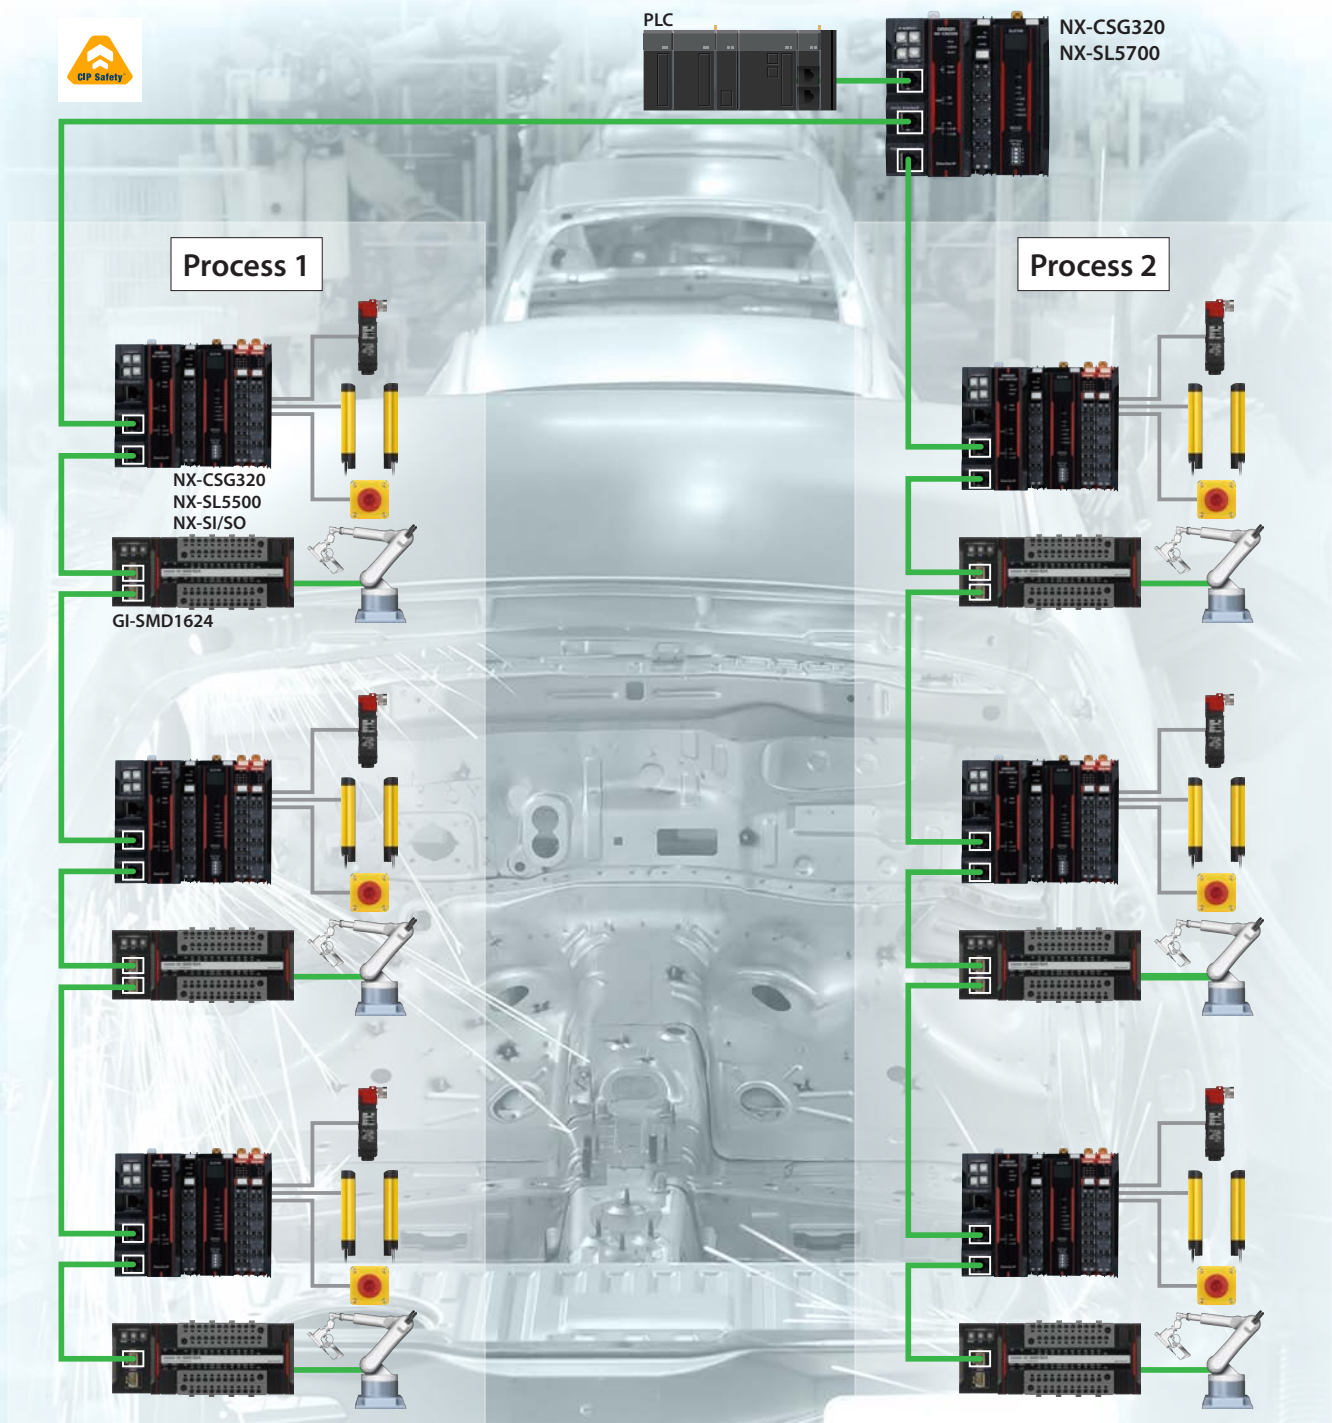 CIP Safety™
PLC
NX-CSG320
NX-SL5700
Process 1
Process 2
NX-CSG320
NX-SL5500
NX-SI/SO
GI-SMD1624